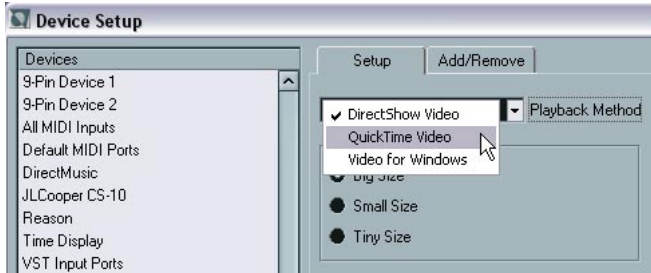 Device Setup
Devices
9-Pin Device 1
9-Pin Device 2
All MIDI Inputs
Default MIDI Ports
DirectMusic
JLCooper CS-10
Reason
Time Display
VST Input Ports
Setup
Add/Remove
Playback Method
DirectShow Video
QuickTime Video
Video for Windows
Big Size
Small Size
Tiny Size